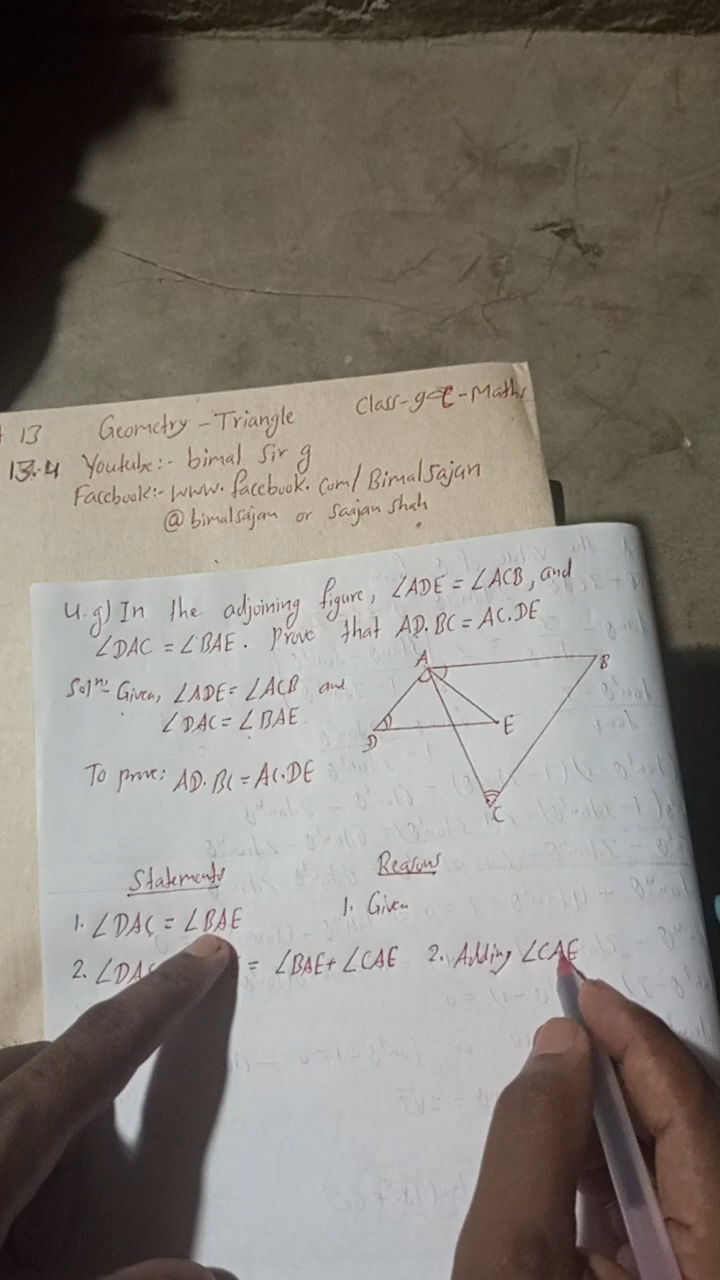 13 Geometry - Triangle Class-9 - Maths
13.4 Youtube:- bimal sir g
Facebook:- www.facebook.com/Bimalsajan
@bimalsajan or saajan shah
4.g) In the adjoining figure, ∠ADE = ∠ACB, and
∠DAC = ∠BAE. Prove that AD.BC = AC.DE
Soln: Given, ∠ADE = ∠ACB and
∠DAC = ∠BAE
A
B
D
E
C
To prove: AD.BC = AC.DE
Statements Reasons
1. ∠DAC = ∠BAE 1. Given
2. = ∠BAE + ∠CAE 2. Adding ∠CAE